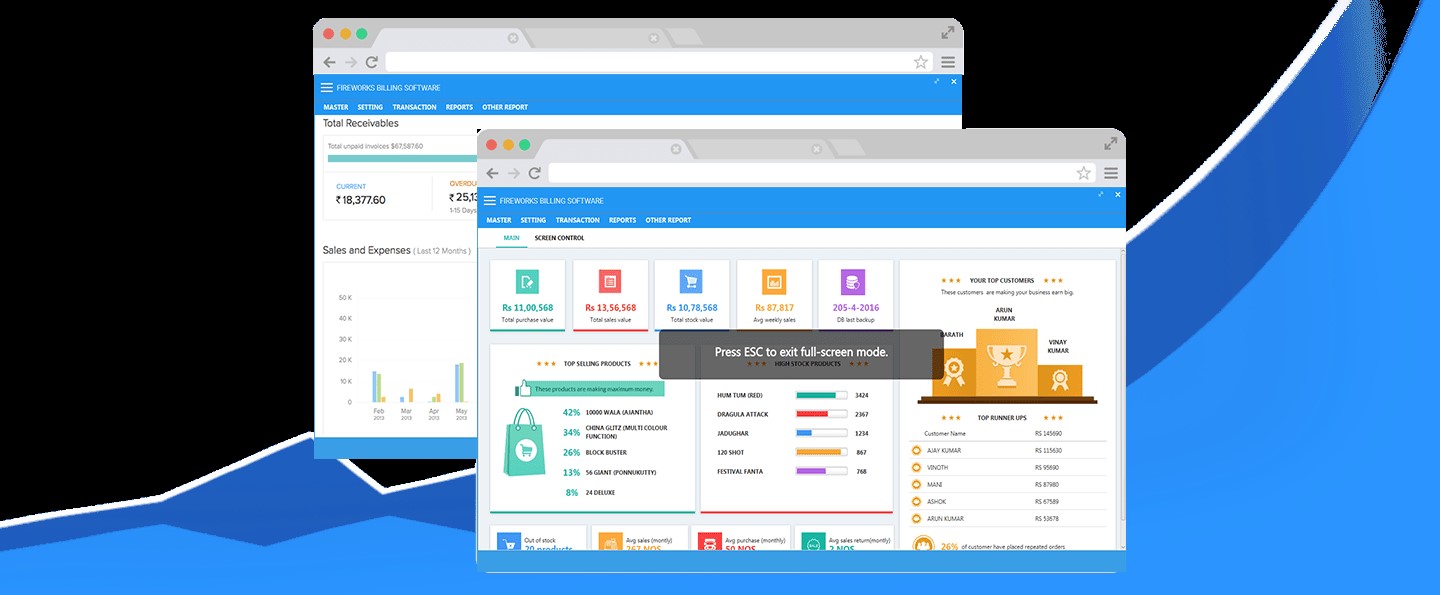 FIREWORKS BILLING SOFTWARE
MASTER SETTING TRANSACTION REPORTS OTHER REPORT
Total Receivables
Total unpaid invoices $67,587.60
CURRENT
₹18,377.60
OVERDU
₹25,13
1-15 Days
Sales and Expenses ( Last 12 Months )
50 K
40 K
30 K
20 K
10 K
0
Feb 2013
Mar 2013
Apr 2013
May 2013
FIREWORKS BILLING SOFTWARE
MASTER SETTING TRANSACTION REPORTS OTHER REPORT
MAIN SCREEN CONTROL
Rs 11,00,568
Total purchase value
Rs 13,56,568
Total sales value
Rs 10,78,568
Total stock value
Rs 87,817
Avg weekly sales
205-4-2016
DB last backup
Press ESC to exit full-screen mode.
TOP SELLING PRODUCTS
These products are making maximum money.
42% 10000 WALA (AJANTHA)
34% CHINA GLITZ (MULTI COLOUR
FUNCTION)
26% BLOCK BUSTER
13% 56 GIANT (PONNUKUTTY)
8% 24 DELUXE
HIGH STOCK PRODUCTS
HUM TUM (RED) 3424
DRAGULA ATTACK 2367
JADUGHAR 1234
120 SHOT 867
FESTIVAL FANTA 768
YOUR TOP CUSTOMERS
These customers are making your business earn big.
ARUN
KUMAR
ARATH
VINAY
KUMAR
TOP RUNNER UPS
Customer Name RS 145690
AJAY KUMAR RS 115630
VINOTH RS 95690
MANI RS 87980
ASHOK RS 67589
ARUN KUMAR RS 53678
26% of customer have placed repeated orders
Out of stock
20 products
Avg sales (montly)
267 NOS
Avg purchase (monthly)
50 NOS
Avg sales return(montly)
2 NOS